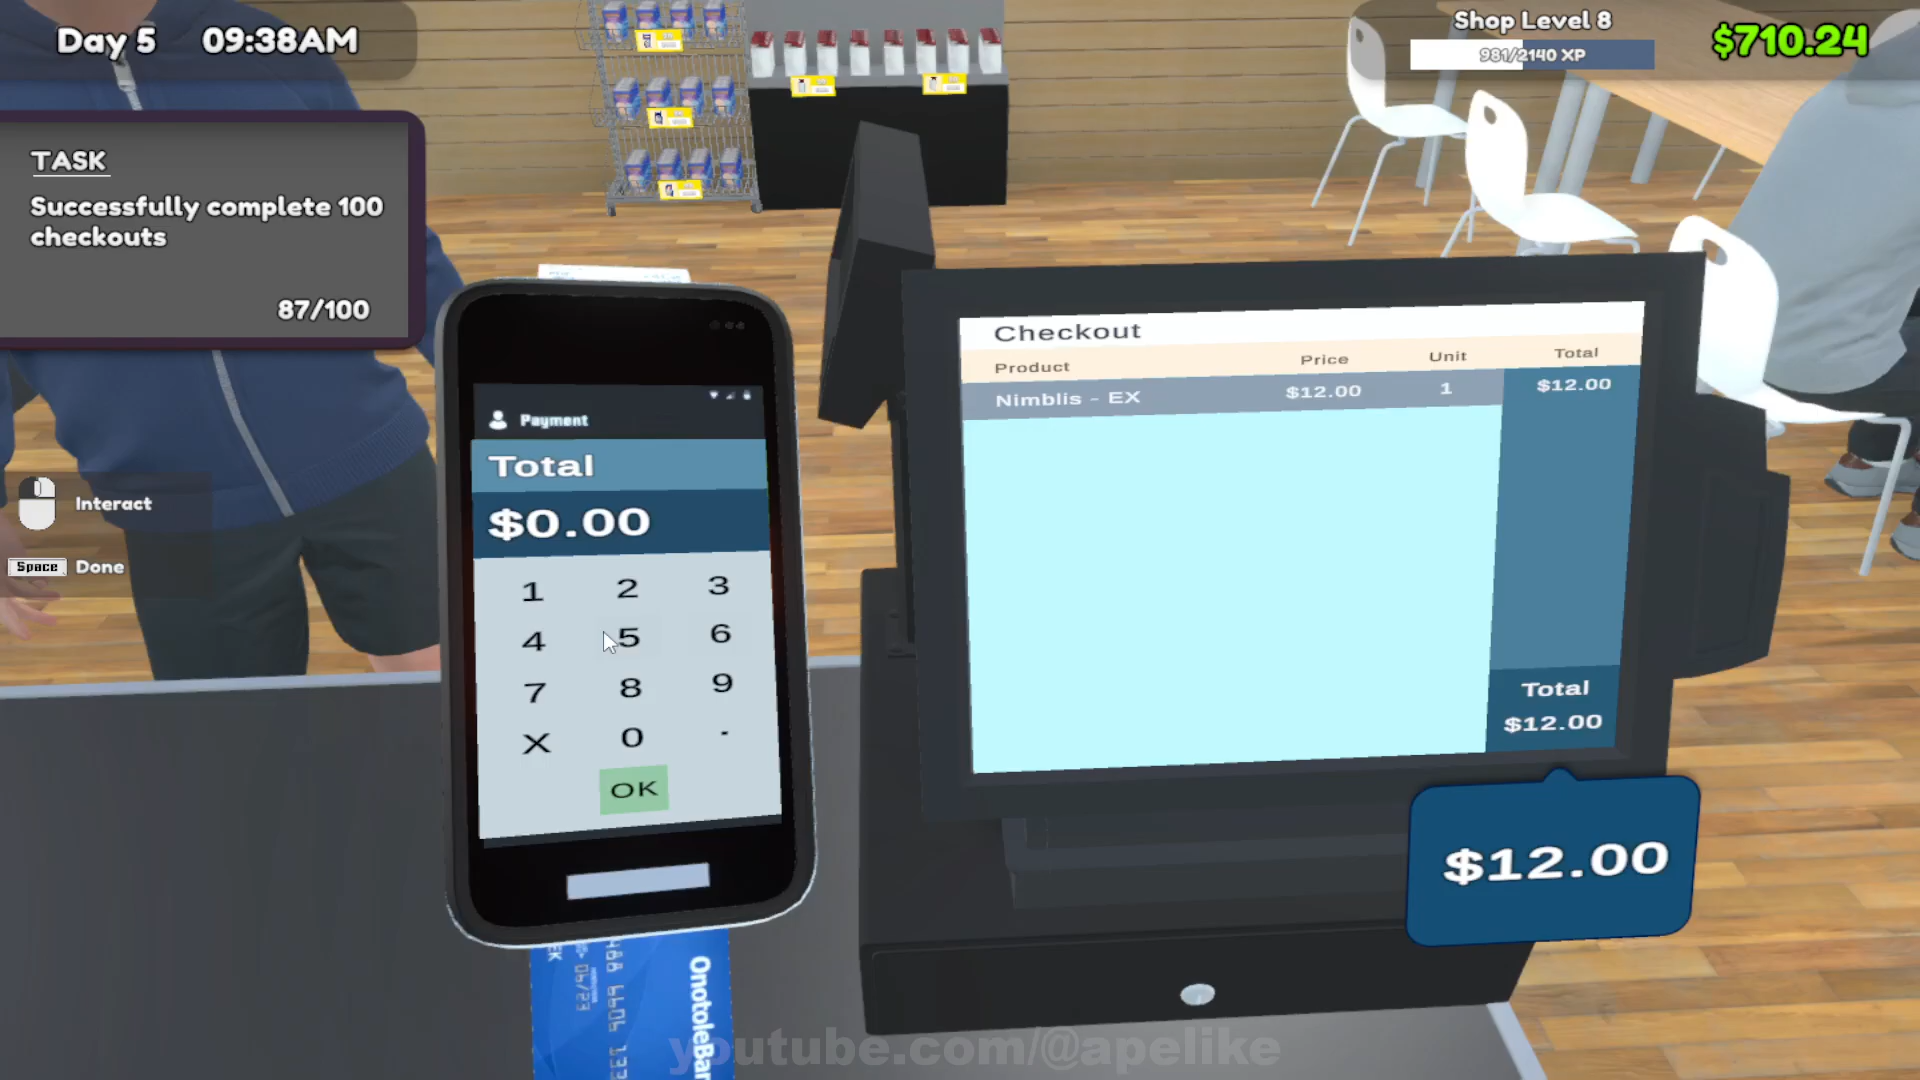 Day 5 09:38AM
Shop Level 8
981/2140 XP
$710.24
TASK
Successfully complete 100
checkouts
87/100
Interact
Space Done
Payment
Total
$0.00
1 2 3
4 5 6
7 8 9
X 0 .
OK
Checkout
Product Price Unit Total
Nimblis - EX $12.00 1 $12.00
Total
$12.00
$12.00
OnotoleBan
youtube.com/@apelike